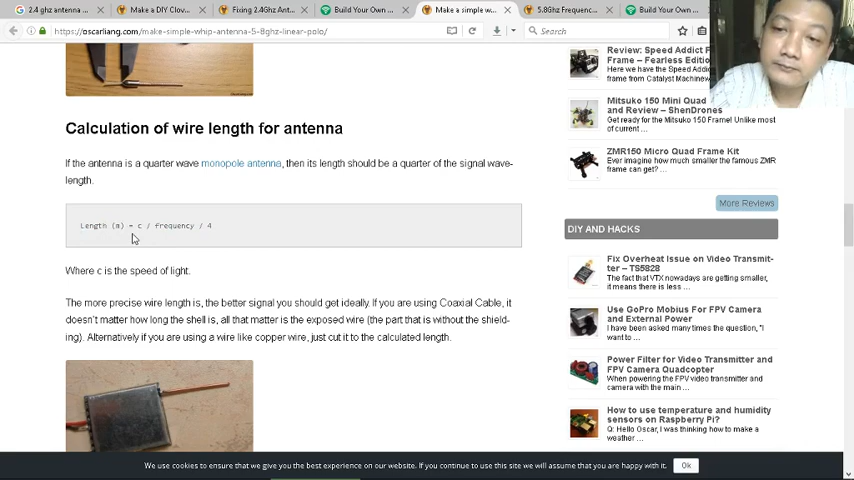 2.4 ghz antenna
Make a DIY Clov
Fixing 2.4Ghz Ant
Build Your Own
Make a simple w
5.8Ghz Frequenc
Build Your Own
https://oscarliang.com/make-simple-whip-antenna-5-8ghz-linear-polo/
Search
Calculation of wire length for antenna
If the antenna is a quarter wave monopole antenna, then its length should be a quarter of the signal wave-
length.
Length (m) = c / frequency / 4
Where c is the speed of light.
The more precise wire length is, the better signal you should get ideally. If you are using Coaxial Cable, it
doesn't matter how long the shell is, all that matter is the exposed wire (the part that is without the shield-
ing). Alternatively if you are using a wire like copper wire, just cut it to the calculated length.
Review: Speed Addict
Frame – Fearless Edition
Here we have the Speed Addic
frame from Catalyst Machinew
Mitsuko 150 Mini Quad
and Review – ShenDrones
Get ready for the Mitsuko 150 Frame! Unlike most
of current ...
ZMR150 Micro Quad Frame Kit
Ever imagine how much smaller the famous ZMR
frame can get? ...
More Reviews
DIY AND HACKS
Fix Overheat Issue on Video Transmit-
ter – TS5828
The VTX nowadays are getting smaller,
it means there is less ...
Use GoPro Mobius For FPV Camera
and External Power
I have been asked many times the question, "I
want to ...
Power Filter for Video Transmitter and
FPV Camera Quadcopter
When powering the FPV video transmitter and
camera with the main ...
How to use temperature and humidity
sensors on Raspberry Pi?
Q: Hello Oscar, I was thinking how to make a
weather ...
We use cookies to ensure that we give you the best experience on our website. If you continue to use this site we will assume that you are happy with it.
Ok